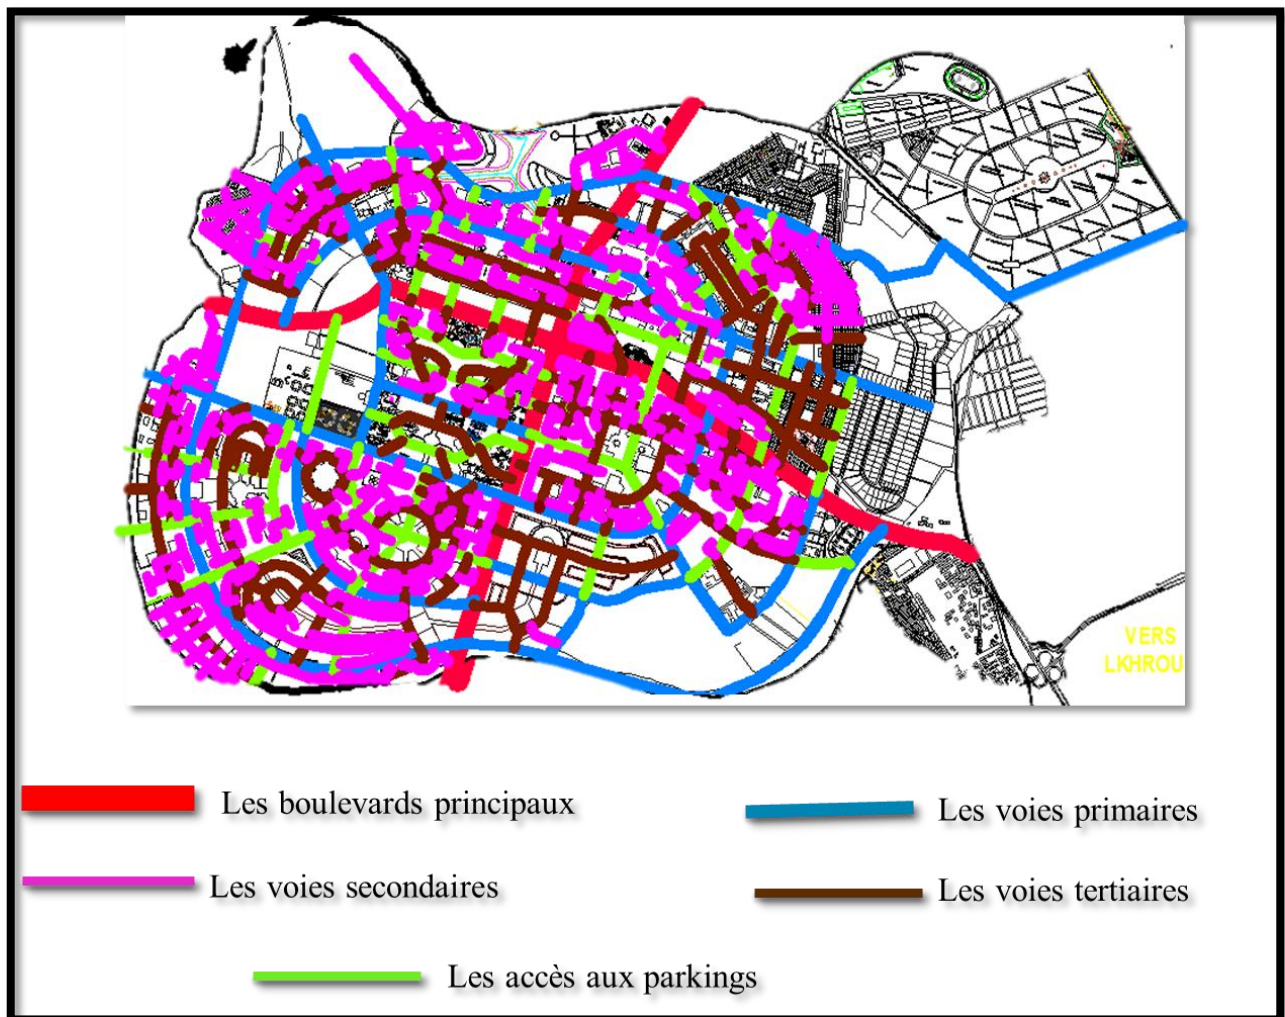 VERS
LKHROU
Les boulevards principaux
Les voies primaires
Les voies secondaires
Les voies tertiaires
Les accès aux parkings